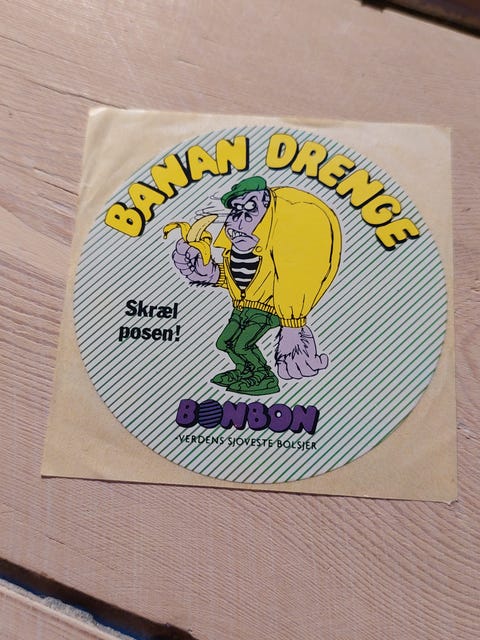 BANAN DRENGE
Skræl
posen!
BONBON
VERDENS SJOVESTE BOLSJER